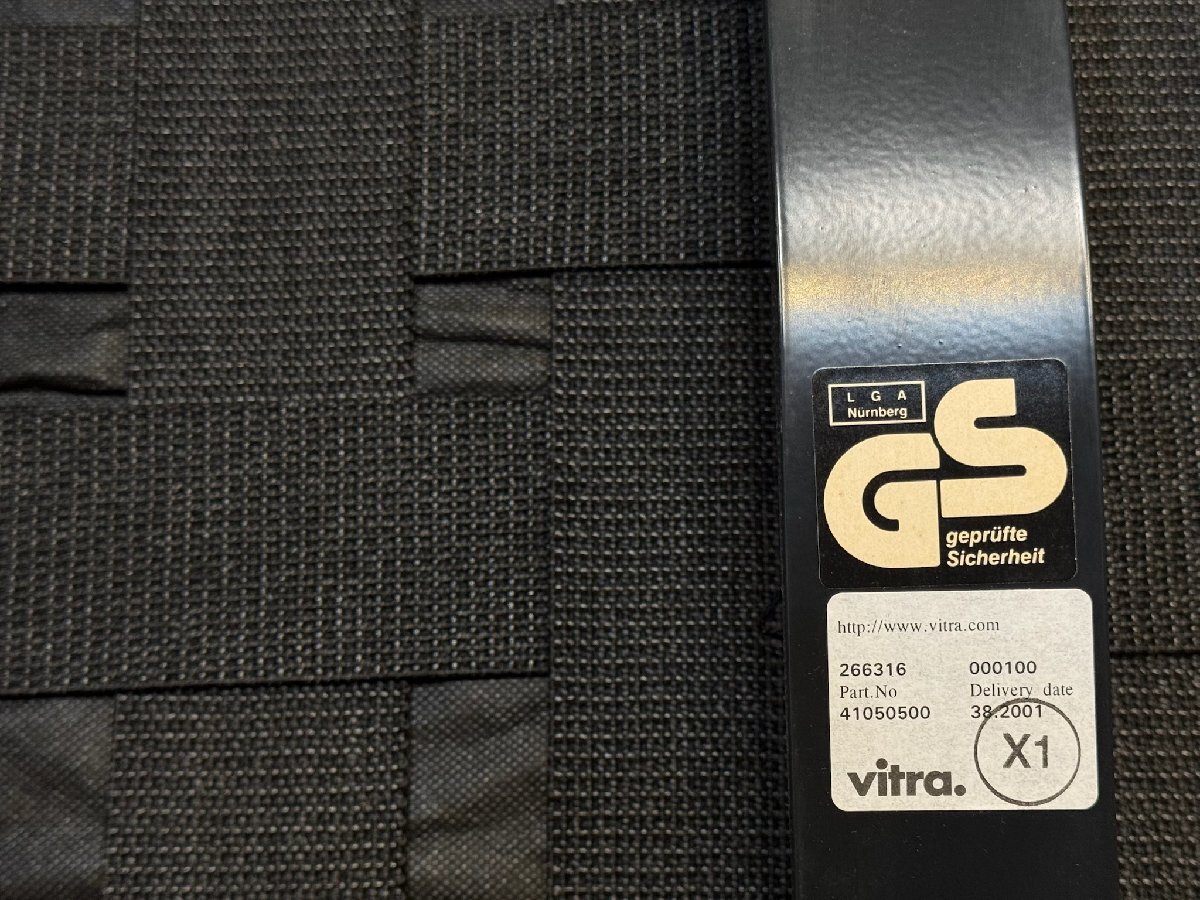 L G A
Nürnberg
GS
geprüfte
Sicherheit
http://www.vitra.com
266316 000100
Part.No Delivery date
41050500 38.2001
X1
vitra.